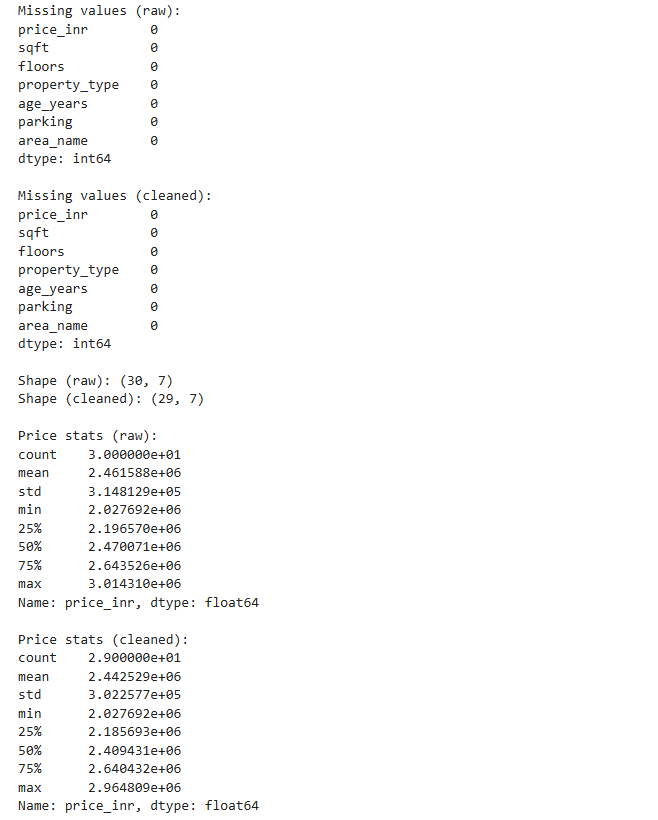 Missing values (raw):
price_inr        0
sqft             0
floors           0
property_type    0
age_years        0
parking          0
area_name        0
dtype: int64

Missing values (cleaned):
price_inr        0
sqft             0
floors           0
property_type    0
age_years        0
parking          0
area_name        0
dtype: int64

Shape (raw): (30, 7)
Shape (cleaned): (29, 7)

Price stats (raw):
count    3.000000e+01
mean     2.461588e+06
std      3.148129e+05
min      2.027692e+06
25%      2.196570e+06
50%      2.470071e+06
75%      2.643526e+06
max      3.014310e+06
Name: price_inr, dtype: float64

Price stats (cleaned):
count    2.900000e+01
mean     2.442529e+06
std      3.022577e+05
min      2.027692e+06
25%      2.185693e+06
50%      2.409431e+06
75%      2.640432e+06
max      2.964809e+06
Name: price_inr, dtype: float64